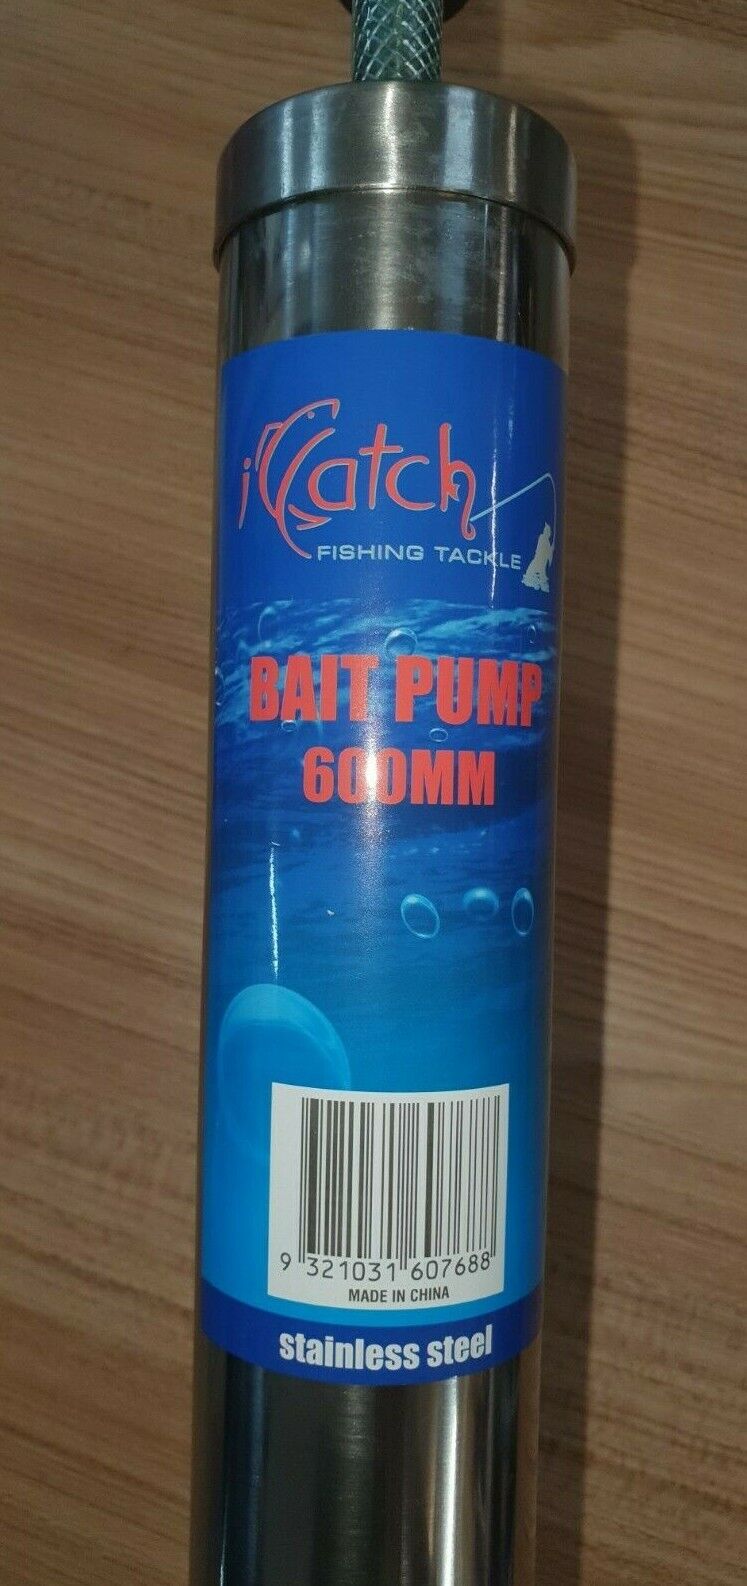 iCatch
FISHING TACKLE
BAIT PUMP
600MM
9 321031 607688
MADE IN CHINA
stainless steel